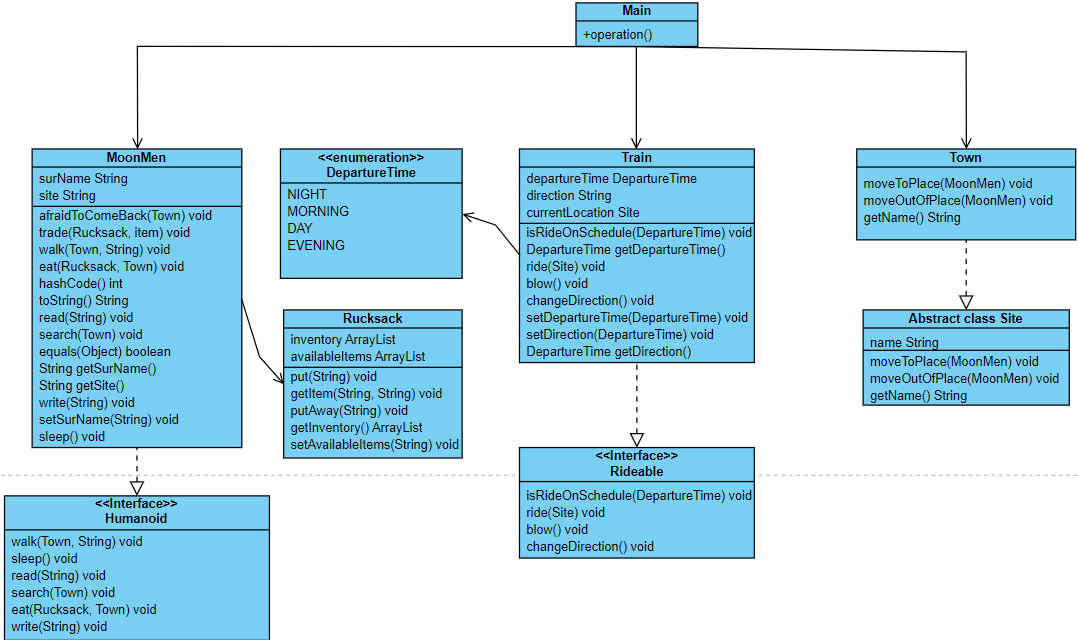 Main
+operation()
MoonMen
surName String
site String
afraidToComeBack(Town) void
trade(Rucksack, item) void
walk(Town, String) void
eat(Rucksack, Town) void
hashCode() int
toString() String
read(String) void
search(Town) void
equals(Object) boolean
String getSurName()
String getSite()
write(String) void
setSurName(String) void
sleep() void
<<enumeration>>
DepartureTime
NIGHT
MORNING
DAY
EVENING
Rucksack
inventory ArrayList
availableItems ArrayList
put(String) void
getItem(String, String) void
putAway(String) void
getInventory() ArrayList
setAvailableItems(String) void
Train
departureTime DepartureTime
direction String
currentLocation Site
isRideOnSchedule(DepartureTime) void
DepartureTime getDepartureTime()
ride(Site) void
blow() void
changeDirection() void
setDepartureTime(DepartureTime) void
setDirection(DepartureTime) void
DepartureTime getDirection()
Town
moveToPlace(MoonMen) void
moveOutOfPlace(MoonMen) void
getName() String
Abstract class Site
name String
moveToPlace(MoonMen) void
moveOutOfPlace(MoonMen) void
getName() String
<<Interface>>
Rideable
isRideOnSchedule(DepartureTime) void
ride(Site) void
blow() void
changeDirection() void
<<Interface>>
Humanoid
walk(Town, String) void
sleep() void
read(String) void
search(Town) void
eat(Rucksack, Town) void
write(String) void